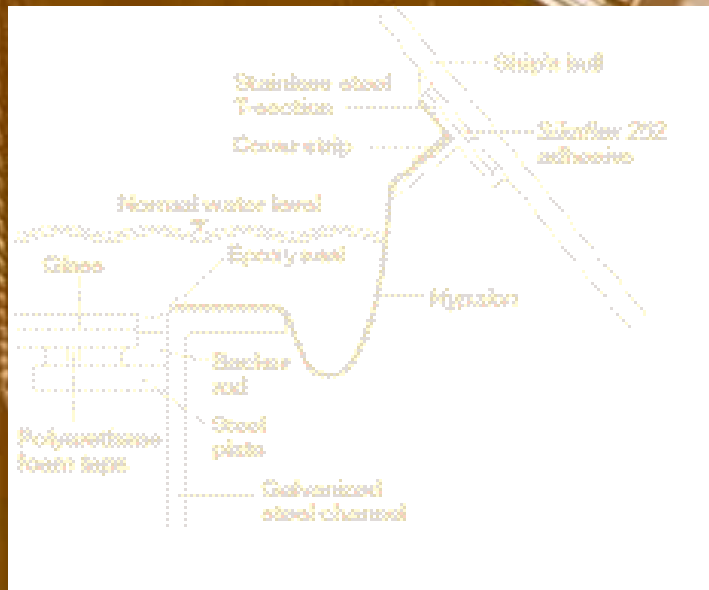 Ship's hull
Stainless steel
T-section
Cover strip
Sikaflex 292
adhesive
Normal water level
Epoxy seal
Glass
Hypalon
Backer
rod
Steel
plate
Polyurethane
foam tape
Galvanized
steel channel